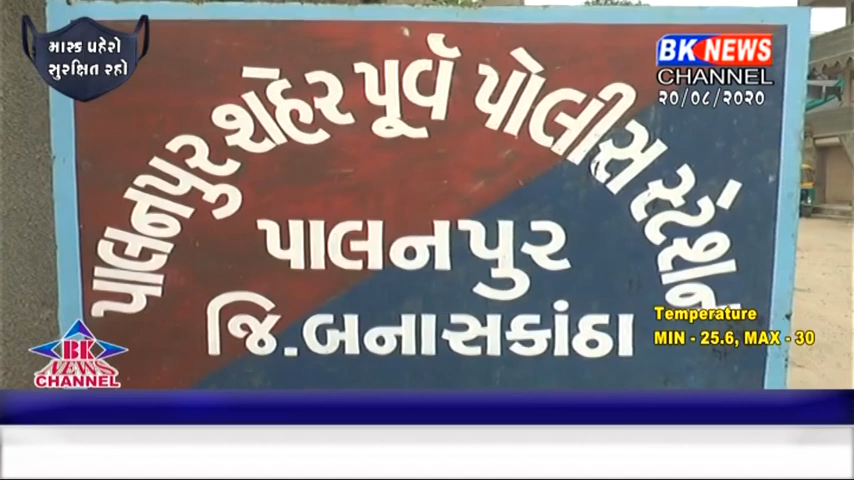 માસ્ક પહેરો
સુરક્ષિત રહો
BK NEWS
CHANNEL
૨૦/૦૮/૨૦૨૦
પાલનપુર શહેર પૂર્વ પોલીસ સ્ટેશન
પાલનપુર
જિ.બનાસકાંઠા
Temperature
MIN - 25.6, MAX - 30
BK
NEWS
CHANNEL